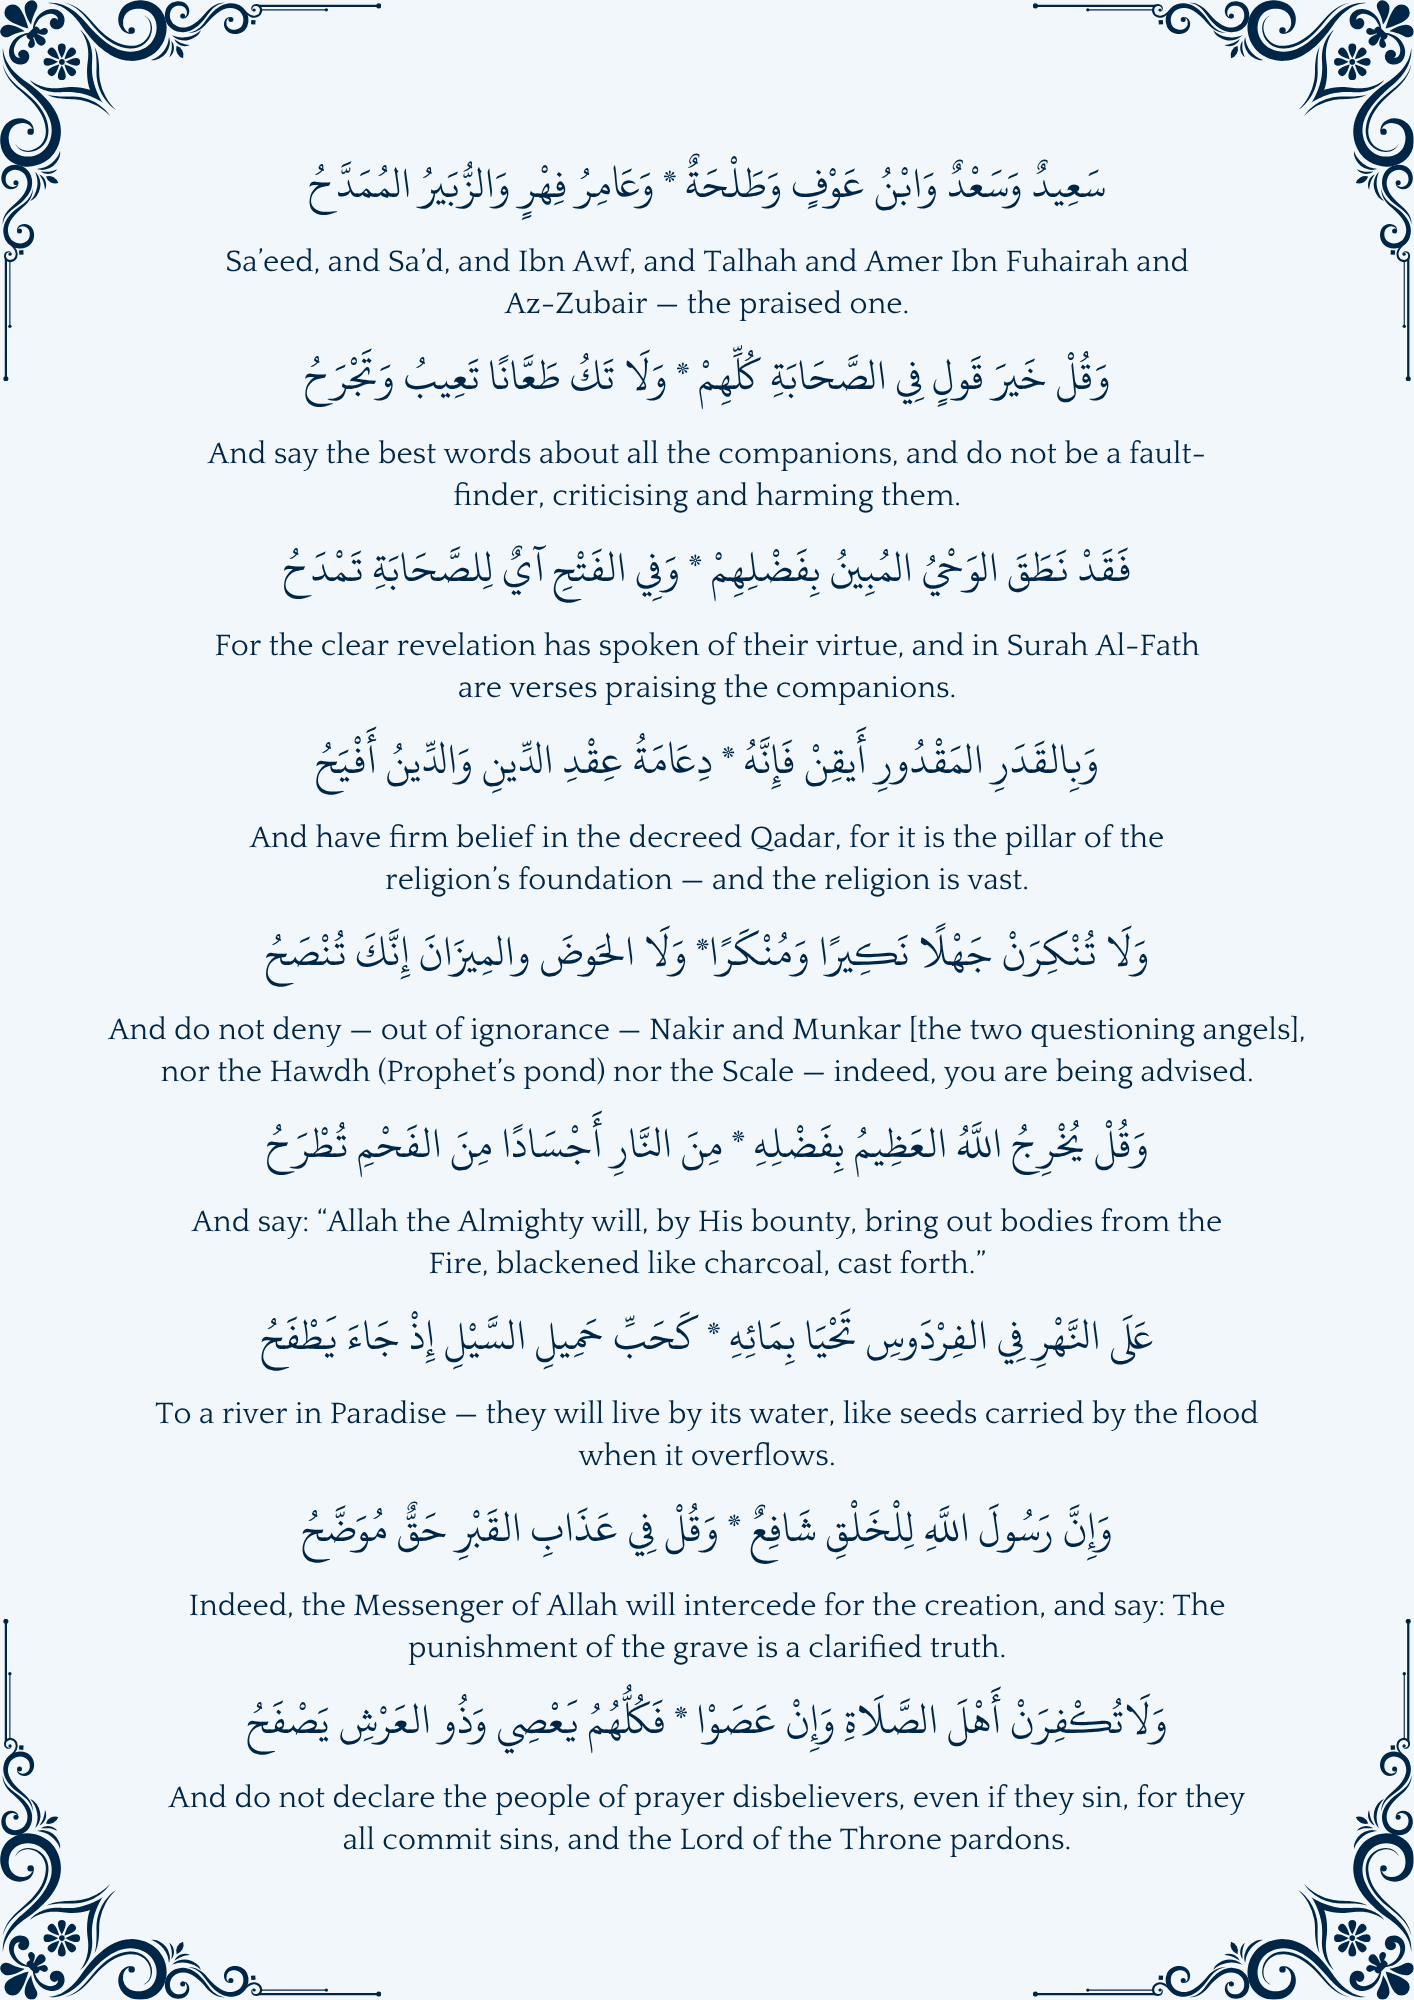 سَعِيدٌ وَسَعْدٌ وَابْنُ عَوْفٍ وَطَلْحَةٌ * وَعَامِرُ فِهْرٍ وَالزُّبَيرُ المُمَدَّحُ
Sa’eed, and Sa’d, and Ibn Awf, and Talhah and Amer Ibn Fuhairah and
Az-Zubair — the praised one.
وَقُلْ خَيرَ قَولٍ فِي الصَّحَابَةِ كُلِّهِمْ * وَلَا تَكُ طَعَّانًا تَعِيبُ وَتَجْرَحُ
And say the best words about all the companions, and do not be a fault-
finder, criticising and harming them.
فَقَدْ نَطَقَ الوَحْيُ المُبِينُ بِفَضْلِهِمْ * وَفِي الفَتْحِ آيٌ لِلصَّحَابَةِ تَمْدَحُ
For the clear revelation has spoken of their virtue, and in Surah Al-Fath
are verses praising the companions.
وَبِالقَدَرِ المَقْدُورِ أَيقِنْ فَإِنَّهُ * دِعَامَةُ عِقْدِ الدِّينِ وَالدِّينُ أَفْيَحُ
And have firm belief in the decreed Qadar, for it is the pillar of the
religion’s foundation — and the religion is vast.
وَلَا تُنْكِرَنْ جَهْلًا نَكِيرًا وَمُنْكَرًا* وَلَا الحَوضَ والمِيزَانَ إِنَّكَ تُنْصَحُ
And do not deny — out of ignorance — Nakir and Munkar [the two questioning angels],
nor the Hawdh (Prophet’s pond) nor the Scale — indeed, you are being advised.
وَقُلْ يُخْرِجُ اللَّهُ العَظِيمُ بِفَضْلِهِ * مِنَ النَّارِ أَجْسَادًا مِنَ الفَحْمِ تُطْرَحُ
And say: “Allah the Almighty will, by His bounty, bring out bodies from the
Fire, blackened like charcoal, cast forth.”
عَلَى النَّهْرِ فِي الفِرْدَوسِ تَحْيَا بِمَائِهِ * كَحَبِّ حَمِيلِ السَّيْلِ إِذْ جَاءَ يَطْفَحُ
To a river in Paradise — they will live by its water, like seeds carried by the flood
when it overflows.
وَإِنَّ رَسُولَ اللَّهِ لِلْخَلْقِ شَافِعٌ * وَقُلْ فِي عَذَابِ القَبْرِ حَقٌّ مُوَضَّحُ
Indeed, the Messenger of Allah will intercede for the creation, and say: The
punishment of the grave is a clarified truth.
وَلَاتُكْفِرَنْ أَهْلَ الصَّلَاةِ وَإِنْ عَصَوْا * فَكُلُّهُمُ يَعْصِي وَذُو العَرْشِ يَصْفَحُ
And do not declare the people of prayer disbelievers, even if they sin, for they
all commit sins, and the Lord of the Throne pardons.